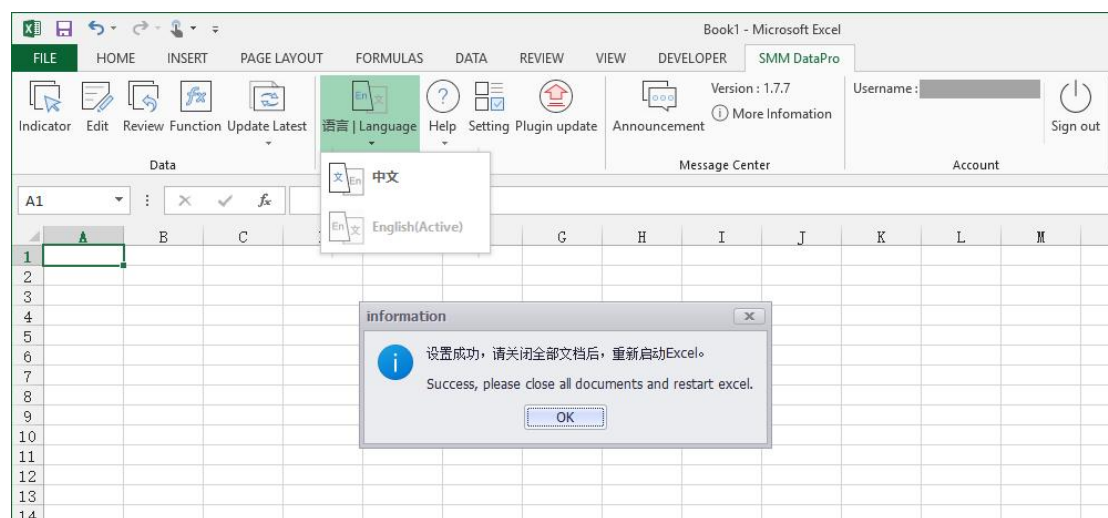 Book1 - Microsoft Excel
FILE HOME INSERT PAGE LAYOUT FORMULAS DATA REVIEW VIEW DEVELOPER SMM DataPro
Indicator Edit Review Function Update Latest 语言 | Language Help Setting Plugin update Announcement
Version : 1.7.7
More Infomation
Username :
Sign out
Data Message Center Account
中文
English(Active)
A1
fx
A B C G H I J K L M
1
2
3
4
5
6
7
8
9
10
11
12
13
14
information
设置成功，请关闭全部文档后，重新启动Excel。
Success, please close all documents and restart excel.
OK